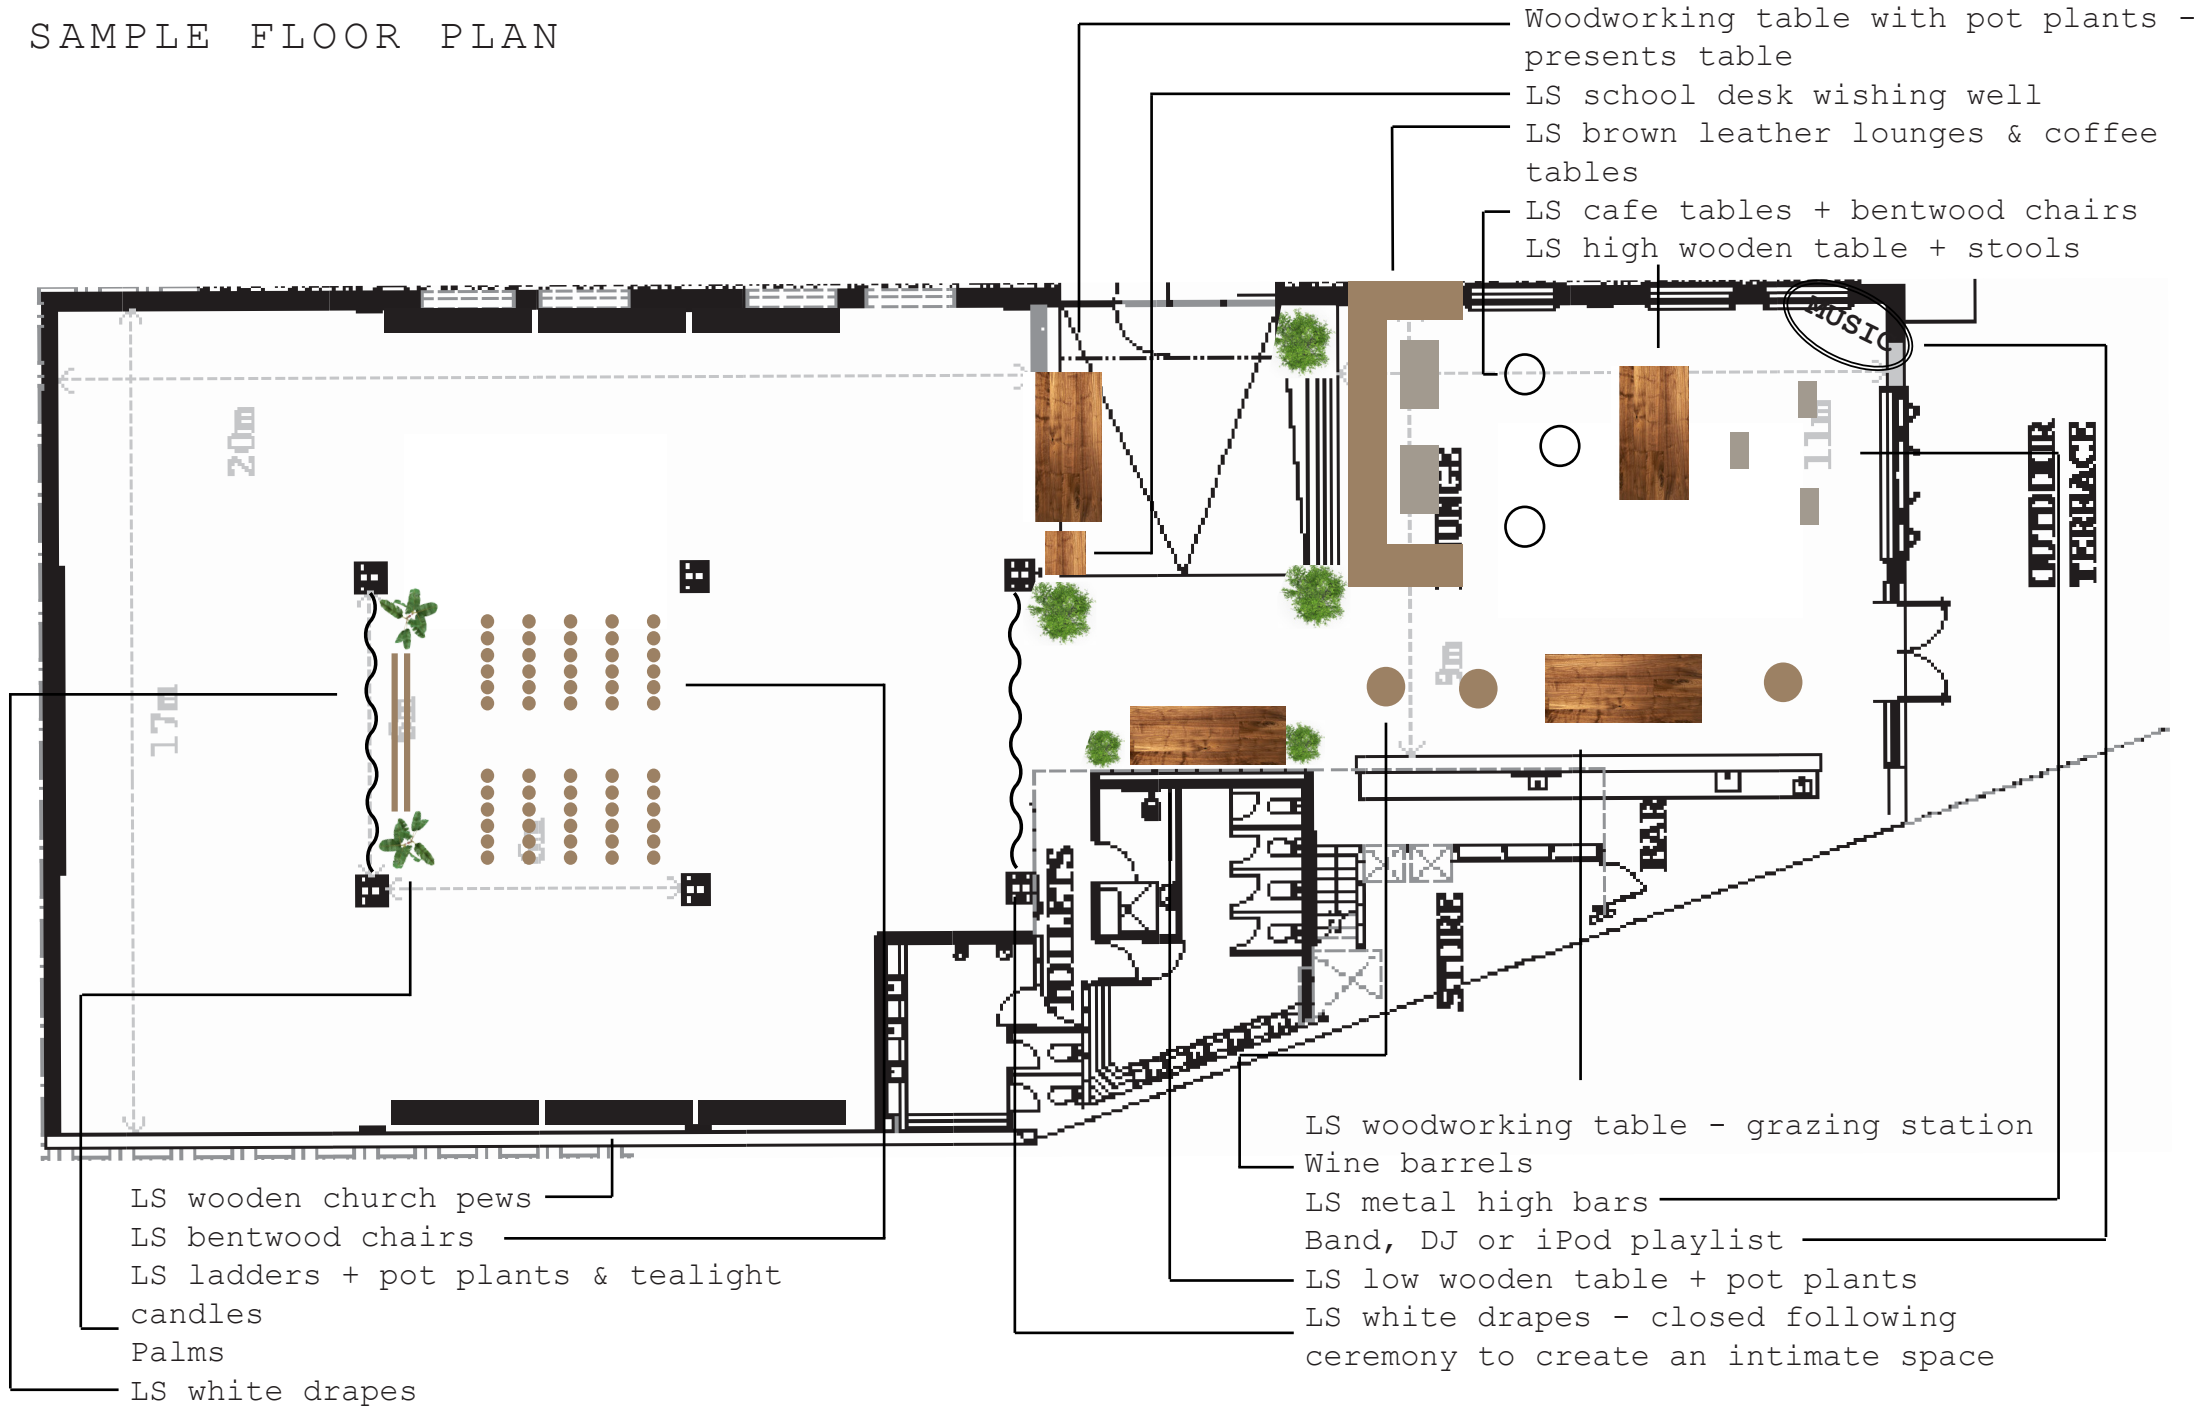 SAMPLE FLOOR PLAN
Woodworking table with pot plants -
presents table
LS school desk wishing well
LS brown leather lounges & coffee
tables
LS cafe tables + bentwood chairs
LS high wooden table + stools
MUSIC
20m
11m
OUTDOOR
TERRACE
17m
9m
BAR
TOILETS
STORE
LS wooden church pews
LS bentwood chairs
LS ladders + pot plants & tealight
candles
Palms
LS white drapes
LS woodworking table - grazing station
Wine barrels
LS metal high bars
Band, DJ or iPod playlist
LS low wooden table + pot plants
LS white drapes - closed following
ceremony to create an intimate space